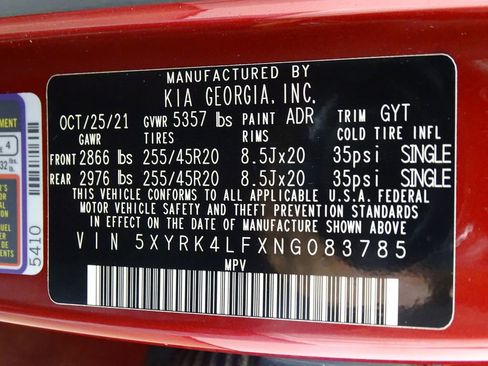 MANUFACTURED BY
KIA GEORGIA, INC.
OCT/25/21 GVWR 5357 lbs PAINT ADR TRIM GYT
GAWR TIRES RIMS COLD TIRE INFL
FRONT 2866 lbs 255/45R20 8.5Jx20 35psi SINGLE
REAR 2976 lbs 255/45R20 8.5Jx20 35psi SINGLE
THIS VEHICLE CONFORMS TO ALL APPLICABLE U.S.A. FEDERAL
MOTOR VEHICLE SAFETY AND THEFT PREVENTION STANDARDS
IN EFFECT ON THE DATE OF MANUFACTURE SHOWN ABOVE
VIN 5XYRK4LFXNG083785
MPV
5410
4